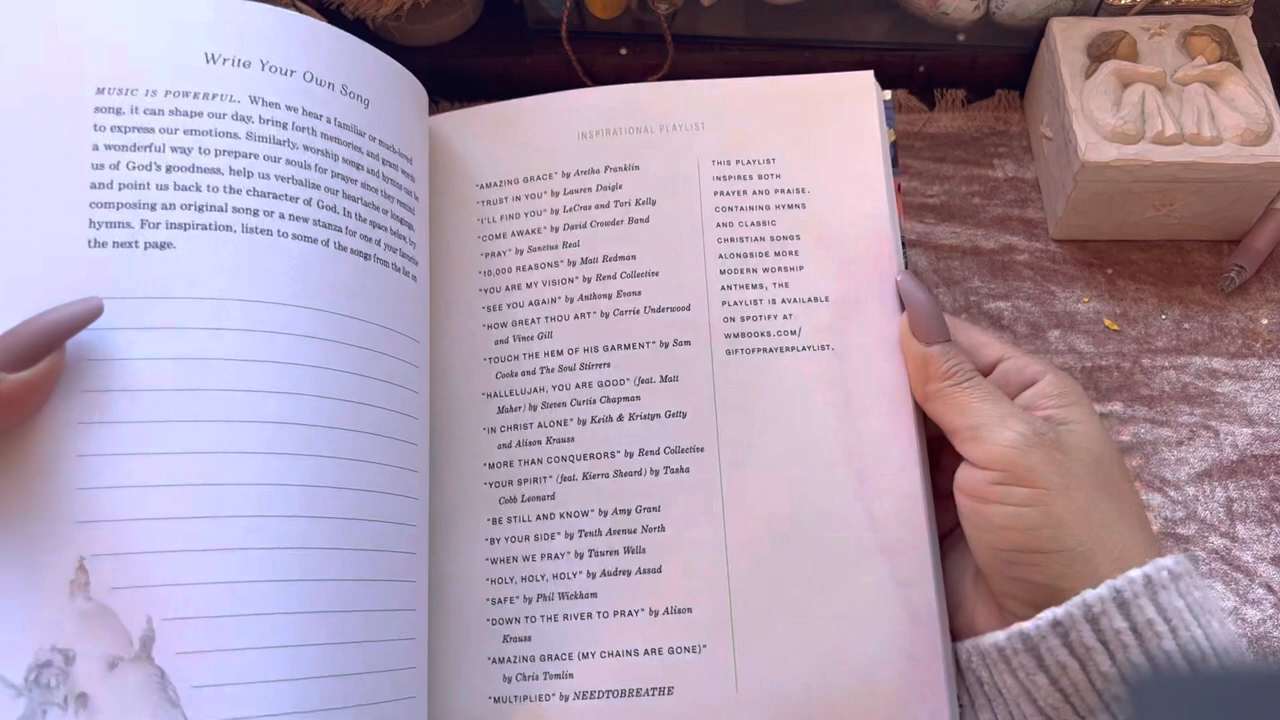 Write Your Own Song
MUSIC IS POWERFUL. When we hear a familiar or much-loved
song, it can shape our day, bring forth memories, and grant words
to express our emotions. Similarly, worship songs and hymns can be
a wonderful way to prepare our souls for prayer since they remind
us of God's goodness, help us verbalize our heartache or longings,
and point us back to the character of God. In the space below, try
composing an original song or a new stanza for one of your favorite
hymns. For inspiration, listen to some of the songs from the list on
the next page.
INSPIRATIONAL PLAYLIST
"AMAZING GRACE" by Aretha Franklin
"TRUST IN YOU" by Lauren Daigle
"I'LL FIND YOU" by LeCrae and Tori Kelly
"COME AWAKE" by David Crowder Band
"PRAY" by Sanctus Real
"10,000 REASONS" by Matt Redman
"YOU ARE MY VISION" by Rend Collective
"SEE YOU AGAIN" by Anthony Evans
"HOW GREAT THOU ART" by Carrie Underwood
and Vince Gill
"TOUCH THE HEM OF HIS GARMENT" by Sam
Cooke and The Soul Stirrers
"HALLELUJAH, YOU ARE GOOD" (feat. Matt
Maher) by Steven Curtis Chapman
"IN CHRIST ALONE" by Keith & Kristyn Getty
and Alison Krauss
"MORE THAN CONQUERORS" by Rend Collective
"YOUR SPIRIT" (feat. Kierra Sheard) by Tasha
Cobb Leonard
"BE STILL AND KNOW" by Amy Grant
"BY YOUR SIDE" by Tenth Avenue North
"WHEN WE PRAY" by Tauren Wells
"HOLY, HOLY, HOLY" by Audrey Assad
"SAFE" by Phil Wickham
"DOWN TO THE RIVER TO PRAY" by Alison
Krauss
"AMAZING GRACE (MY CHAINS ARE GONE)"
by Chris Tomlin
"MULTIPLIED" by NEEDTOBREATHE
THIS PLAYLIST
INSPIRES BOTH
PRAYER AND PRAISE.
CONTAINING HYMNS
AND CLASSIC
CHRISTIAN SONGS
ALONGSIDE MORE
MODERN WORSHIP
ANTHEMS, THE
PLAYLIST IS AVAILABLE
ON SPOTIFY AT
WMBOOKS.COM/
GIFTOFPRAYERPLAYLIST.